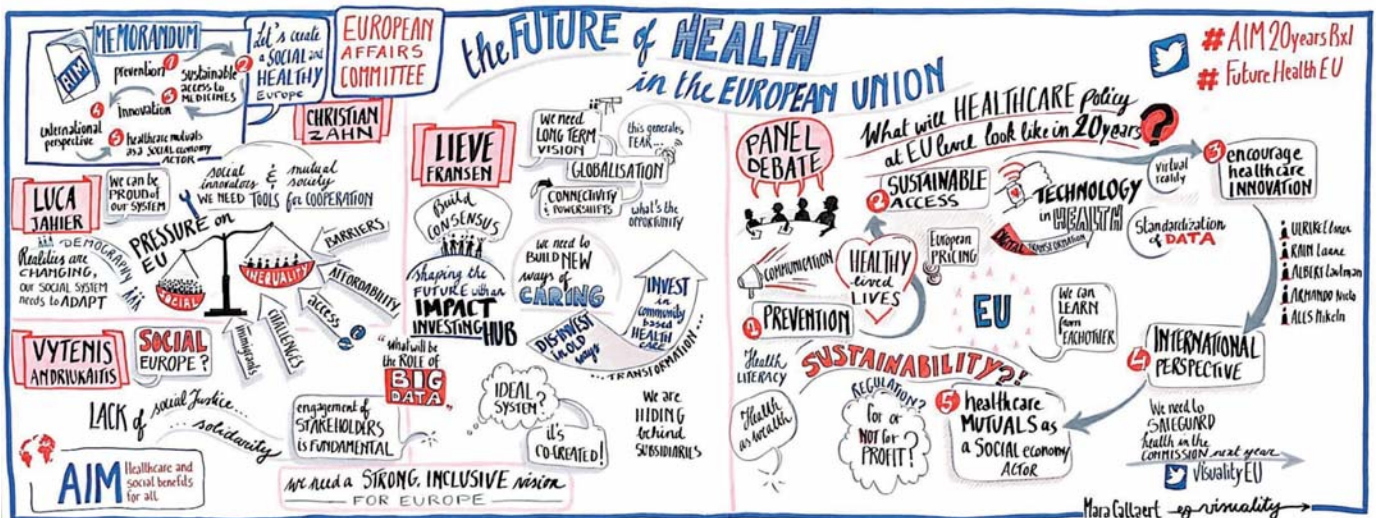 the FUTURE of HEALTH
in the EUROPEAN UNION
MEMORANDUM
AIM
prevention 1
2 sustainable
access to
MEDICINES
3
innovation
4
international
perspective
5 healthcare mutuals
as a SOCIAL economy
ACTOR
Let's create
a SOCIAL and
HEALTHY
Europe
EUROPEAN
AFFAIRS
COMMITTEE
CHRISTIAN
ZAHN
social
innovators & mutual
society
WE NEED TOOLS for COOPERATION
LUCA
JAHIER
We can be
PROUD of
OUR SYSTEM
DEMOGRAPHY
Realities are
CHANGING,
our SOCIAL SYSTEM
needs to ADAPT
PRESSURE on
EU
SOCIAL
INEQUALITY
BARRIERS
AFFORDABILITY
access
CHALLENGES
immigrants
VYTENIS
ANDRIUKAITIS
SOCIAL
EUROPE?
LACK of social Justice...
... solidarity
engagement of
STAKEHOLDERS
is FUNDAMENTAL
AIM
Healthcare and
social benefits
for all
we need a STRONG, INCLUSIVE vision
FOR EUROPE
LIEVE
FRANSEN
We need
LONG TERM
VISION
this generates
FEAR...
GLOBALISATION
CONNECTIVITY
& POWERSHIFTS
what's the
OPPORTUNITY
Build
CONSENSUS
shaping the
FUTURE with an
IMPACT
INVESTING HUB
we need to
BUILD NEW
ways of
CARING
DISINVEST
in OLD
ways
INVEST
in
community
based
HEALTH
CARE
... TRANSFORMATION...
"what will be
the ROLE of
BIG
DATA"
IDEAL
SYSTEM?
it's
CO-CREATED!
We are
HIDING
behind
SUBSIDIARIES
PANEL
DEBATE
What will HEALTHCARE policy
at EU level look like in 20 years?
# AIM20yearsBxl
# FutureHealthEU
COMMUNICATION
1 PREVENTION
HEALTHY
-lived
LIVES
2 SUSTAINABLE
ACCESS
European
PRICING
TECHNOLOGY
in HEALTH
DIGITAL TRANSFORMATION
virtual
reality
Standardization
of DATA
3 encourage
healthcare
INNOVATION
EU
We can
LEARN
from
EACHOTHER
ARMANDO Nieto
4 INTERNATIONAL
PERSPECTIVE
SUSTAINABILITY?!
Health
LITERACY
Health
as wealth
REGULATION?
for or
NOT for
PROFIT?
5 healthcare
MUTUALS as
a SOCIAL economy
ACTOR
We need to
SAFEGUARD
health in the
COMMISSION next year
VisualityEU
Mara Callaert visuality